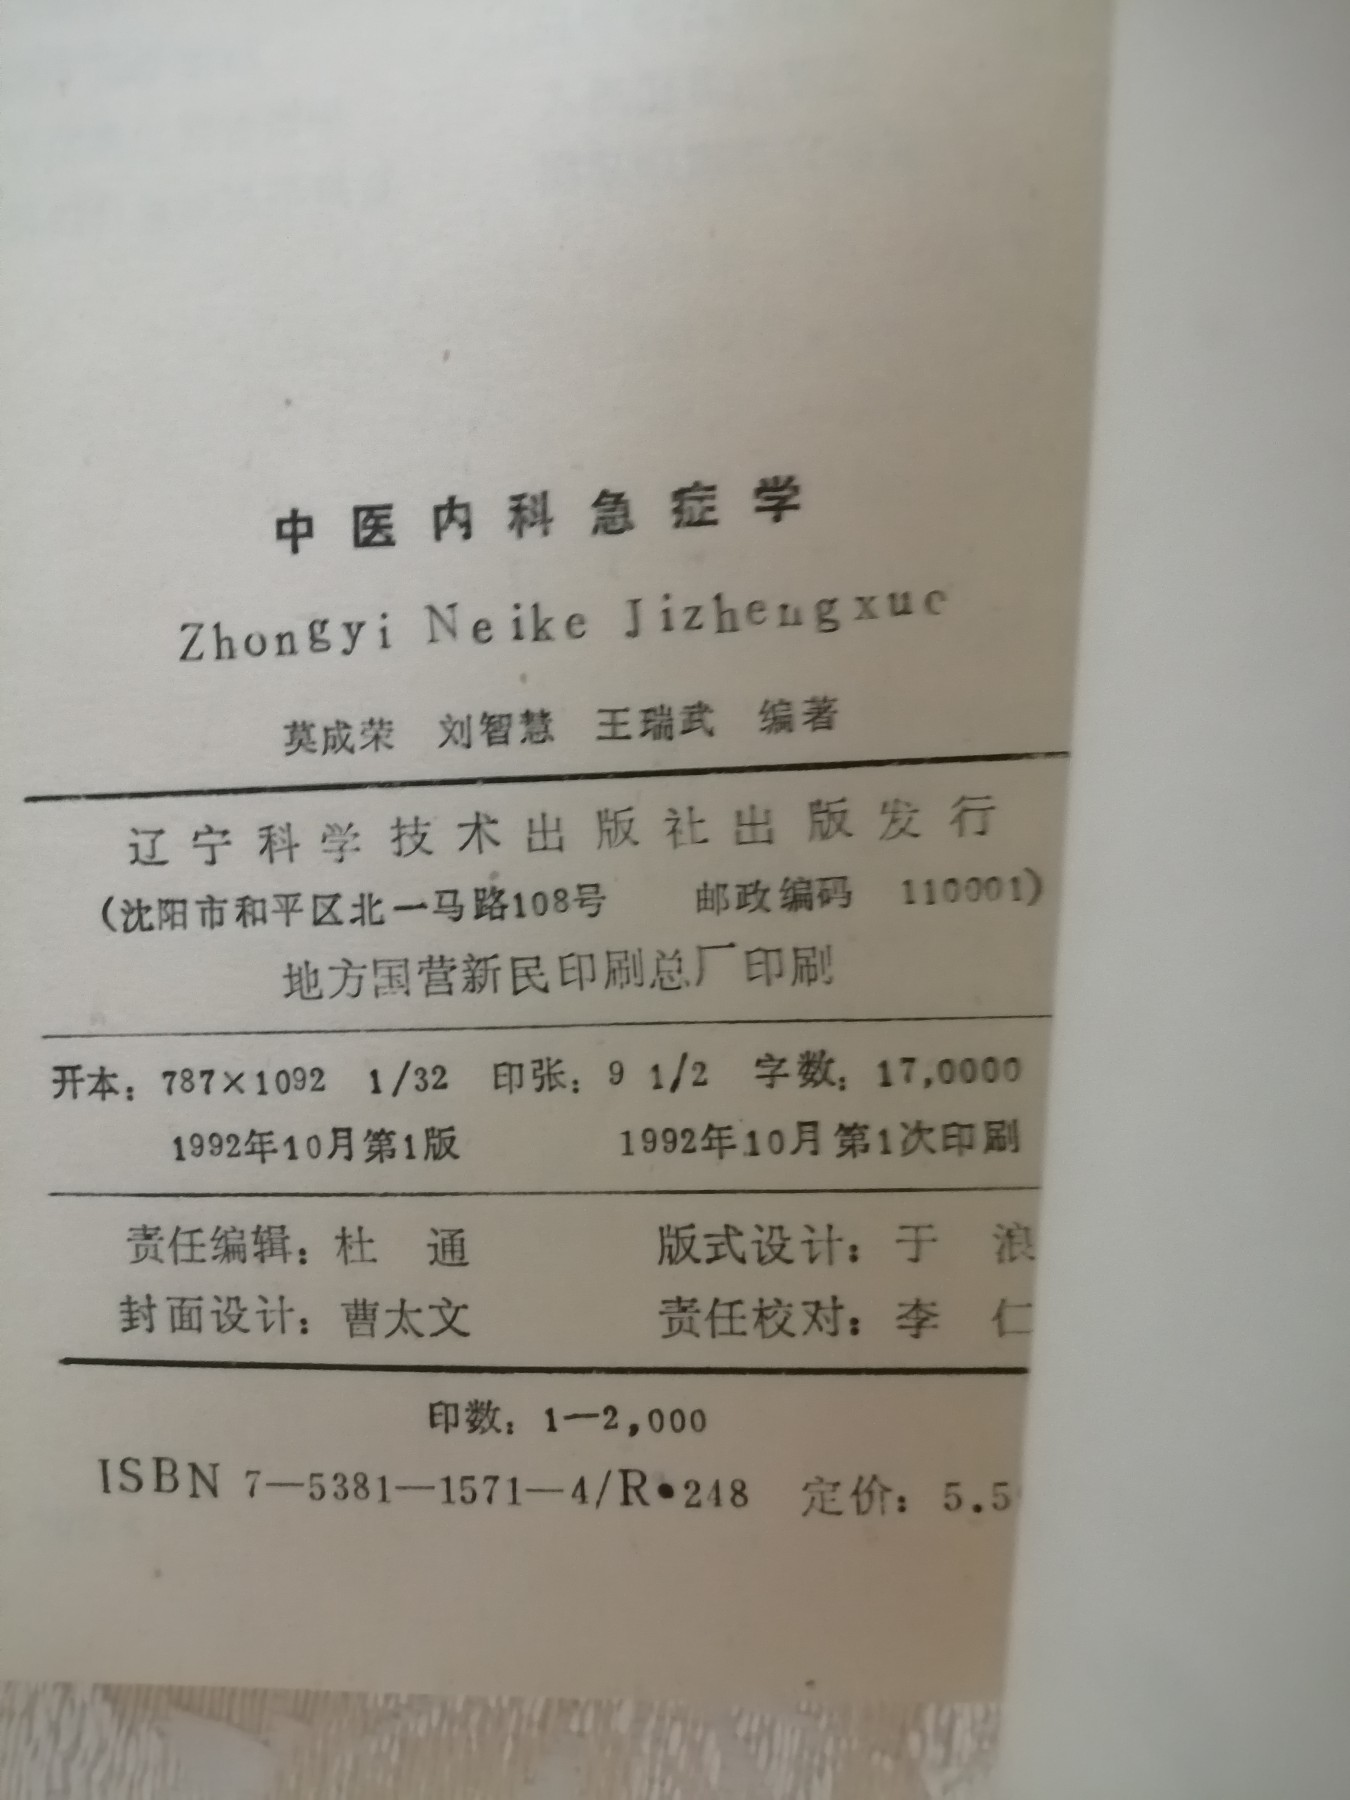 中医内科急症学
Zhongyi Neike Jizhengxue
莫成荣 刘智慧 王瑞武 编著
辽宁科学技术出版社出版发行
(沈阳市和平区北一马路108号 邮政编码 110001)
地方国营新民印刷总厂印刷
开本：787×1092 1/32 印张：9 1/2 字数：17,0000
1992年10月第1版 1992年10月第1次印刷
责任编辑：杜 通 版式设计：于 浪
封面设计：曹太文 责任校对：李 仁
印数：1—2,000
ISBN 7—5381—1571—4/R•248 定价：5.5